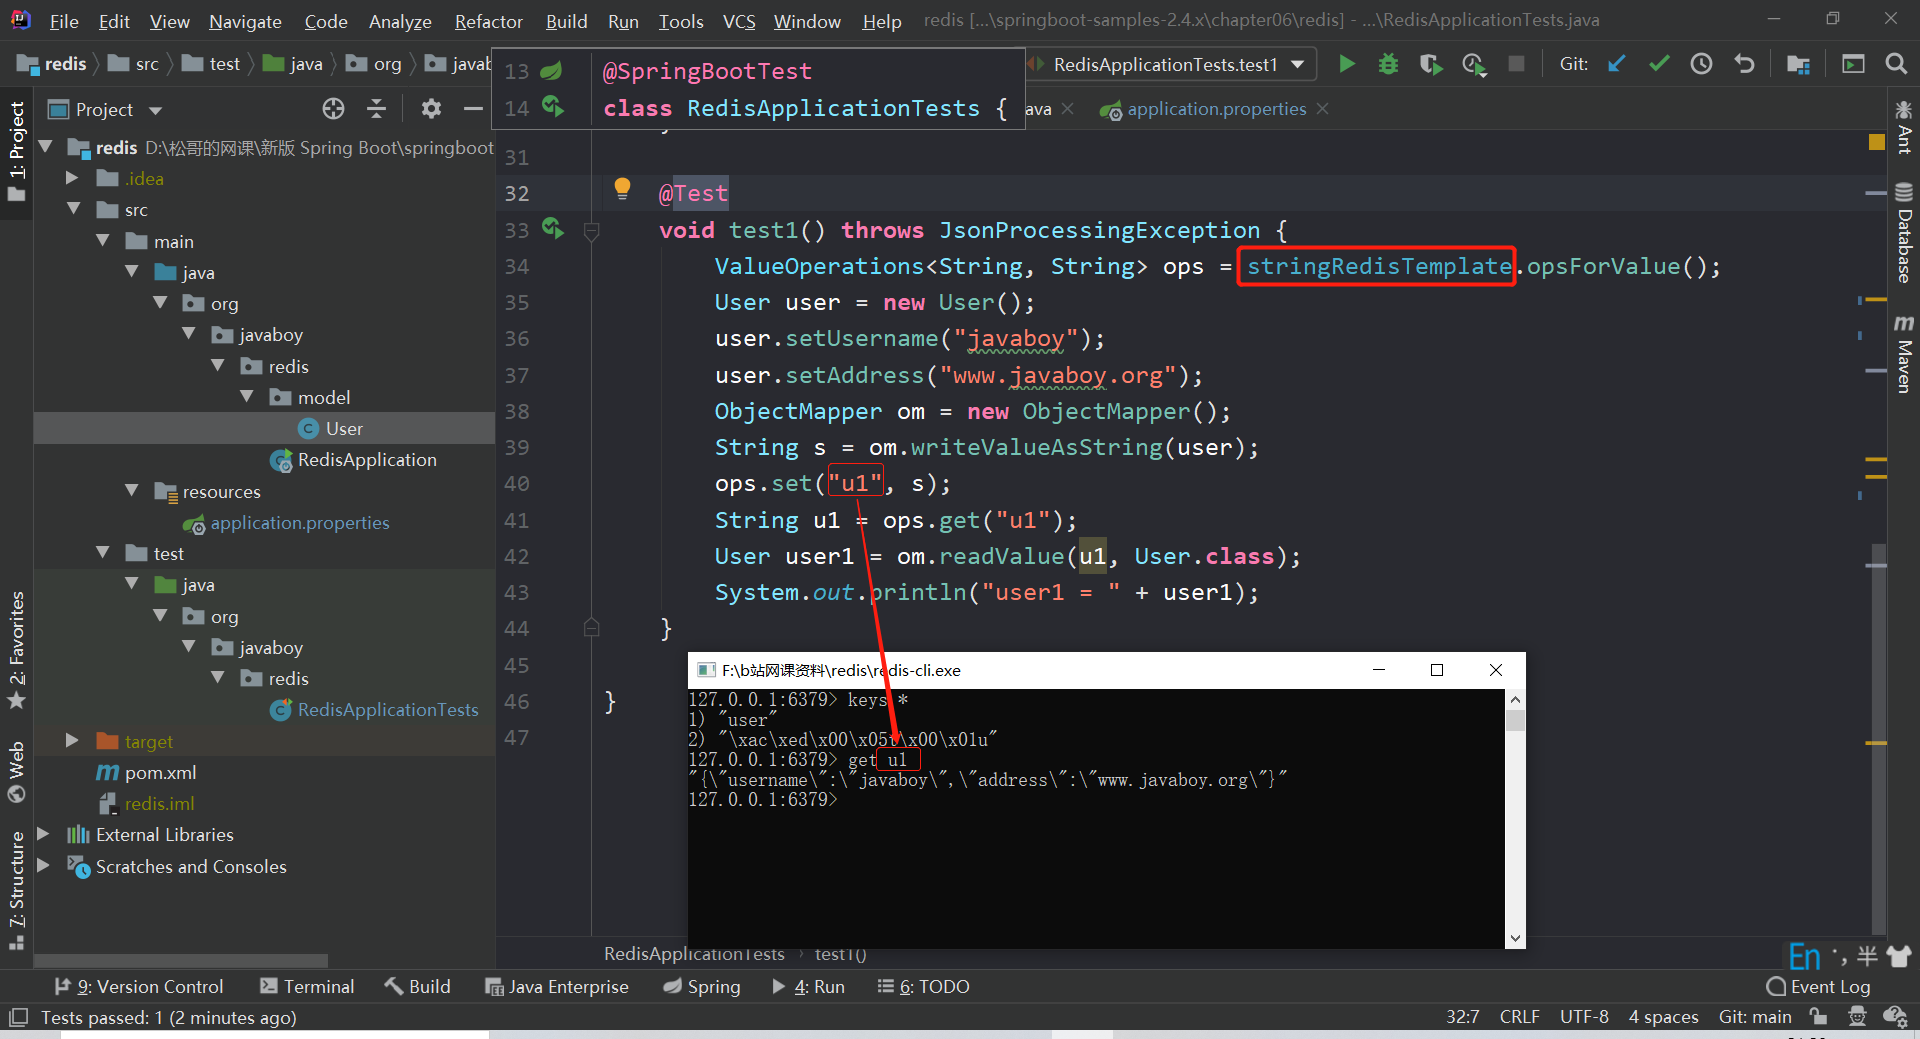 File Edit View Navigate Code Analyze Refactor Build Run Tools VCS Window Help redis [...\springboot-samples-2.4.x\chapter06\redis] - ...\RedisApplicationTests.java
redis src test java org javab RedisApplicationTests.test1 Git:
13 @SpringBootTest
14 class RedisApplicationTests {
Project
ava
application.properties
1: Project
2: Favorites
Web
7: Structure
redis D:\松哥的网课\新版 Spring Boot\springboot
.idea
src
main
java
org
javaboy
redis
model
User
RedisApplication
resources
application.properties
test
java
org
javaboy
redis
RedisApplicationTests
target
pom.xml
redis.iml
External Libraries
Scratches and Consoles
31
32 @Test
33 void test1() throws JsonProcessingException {
34 ValueOperations<String, String> ops = stringRedisTemplate.opsForValue();
35 User user = new User();
36 user.setUsername("javaboy");
37 user.setAddress("www.javaboy.org");
38 ObjectMapper om = new ObjectMapper();
39 String s = om.writeValueAsString(user);
40 ops.set("u1", s);
41 String u1 = ops.get("u1");
42 User user1 = om.readValue(u1, User.class);
43 System.out.println("user1 = " + user1);
44 }
45
46 }
47
F:\b站网课资料\redis\redis-cli.exe
127.0.0.1:6379> keys *
1) "user"
2) "\xac\xed\x00\x05t\x00\x01u"
127.0.0.1:6379> get u1
"{\"username\":\"javaboy\",\"address\":\"www.javaboy.org\"}"
127.0.0.1:6379>
Ant
Database
m Maven
RedisApplicationTests › test1()
En 半
9: Version Control Terminal Build Java Enterprise Spring 4: Run 6: TODO Event Log
Tests passed: 1 (2 minutes ago) 32:7 CRLF UTF-8 4 spaces Git: main